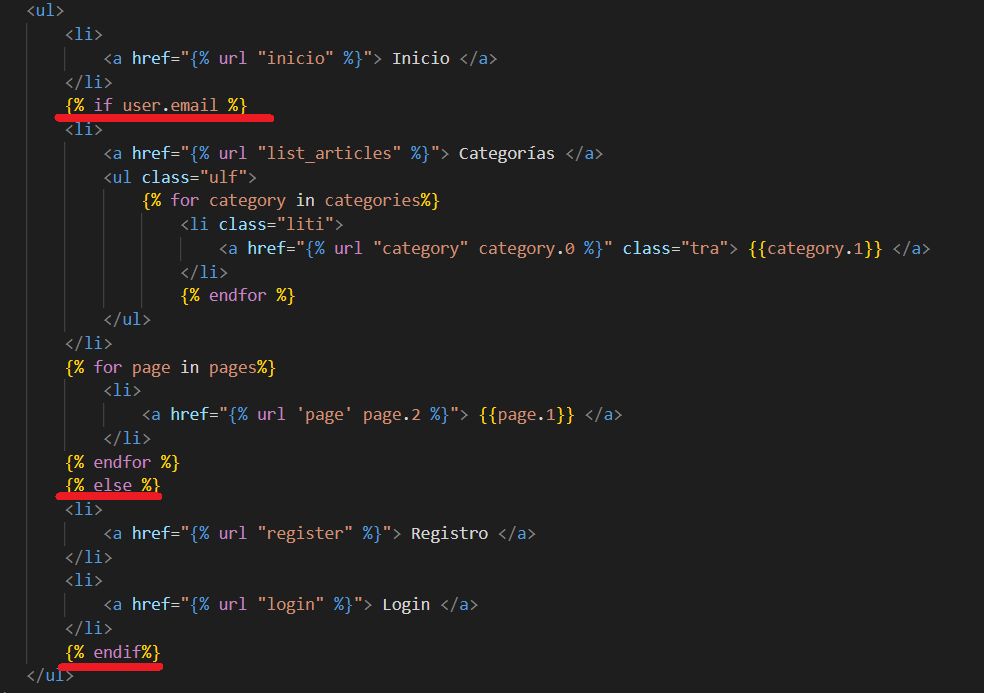 <ul>
<li>
<a href="{% url "inicio" %}"> Inicio </a>
</li>
{% if user.email %}
<li>
<a href="{% url "list_articles" %}"> Categorías </a>
<ul class="ulf">
{% for category in categories%}
<li class="liti">
<a href="{% url "category" category.0 %}" class="tra"> {{category.1}} </a>
</li>
{% endfor %}
</ul>
</li>
{% for page in pages%}
<li>
<a href="{% url 'page' page.2 %}"> {{page.1}} </a>
</li>
{% endfor %}
{% else %}
<li>
<a href="{% url "register" %}"> Registro </a>
</li>
<li>
<a href="{% url "login" %}"> Login </a>
</li>
{% endif%}
</ul>